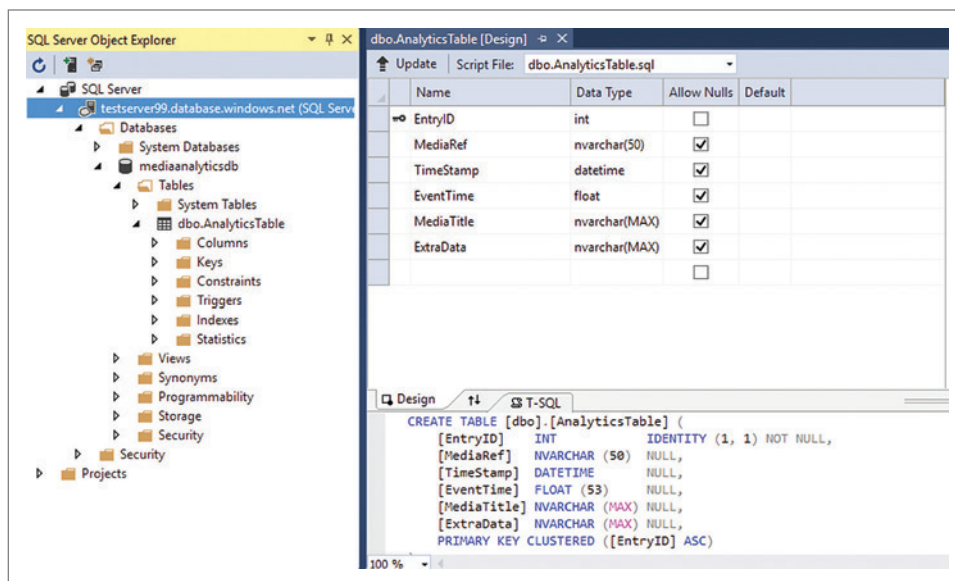 SQL Server Object Explorer
SQL Server
testserver99.database.windows.net (SQL Serve
Databases
System Databases
mediaanalyticsdb
Tables
System Tables
dbo.AnalyticsTable
Columns
Keys
Constraints
Triggers
Indexes
Statistics
Views
Synonyms
Programmability
Storage
Security
Security
Projects
dbo.AnalyticsTable [Design]
Update Script File: dbo.AnalyticsTable.sql
Name Data Type Allow Nulls Default
EntryID int
MediaRef nvarchar(50)
TimeStamp datetime
EventTime float
MediaTitle nvarchar(MAX)
ExtraData nvarchar(MAX)
Design T-SQL
CREATE TABLE [dbo].[AnalyticsTable] (
[EntryID] INT IDENTITY (1, 1) NOT NULL,
[MediaRef] NVARCHAR (50) NULL,
[TimeStamp] DATETIME NULL,
[EventTime] FLOAT (53) NULL,
[MediaTitle] NVARCHAR (MAX) NULL,
[ExtraData] NVARCHAR (MAX) NULL,
PRIMARY KEY CLUSTERED ([EntryID] ASC)
100 %